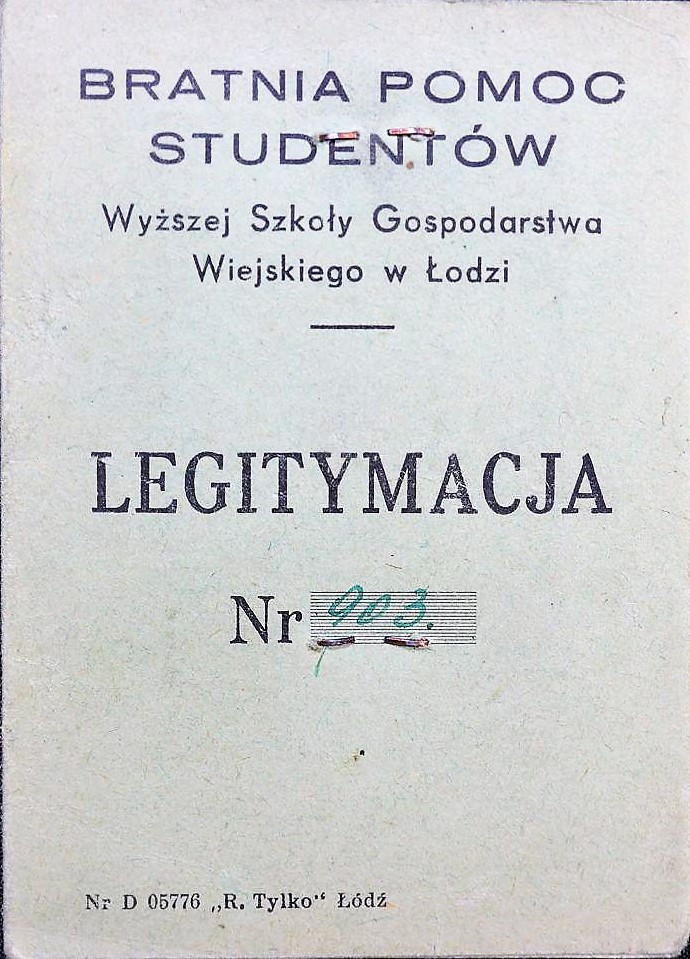 BRATNIA POMOC
STUDENTÓW
Wyższej Szkoły Gospodarstwa
Wiejskiego w Łodzi
LEGITYMACJA
Nr 903.
Nr D 05776 „R. Tylko“ Łódź